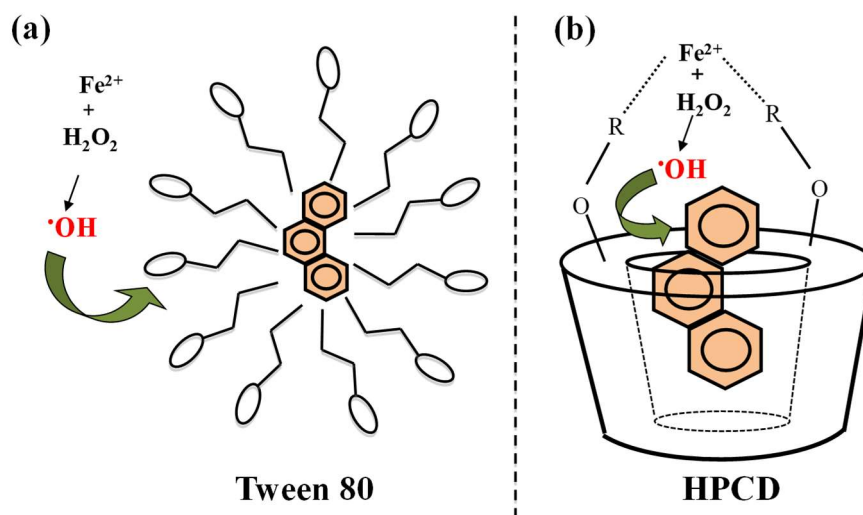 (a)
Fe²⁺
+
H₂O₂
·OH
Tween 80
(b)
Fe²⁺
+
H₂O₂
R
R
·OH
O
O
HPCD